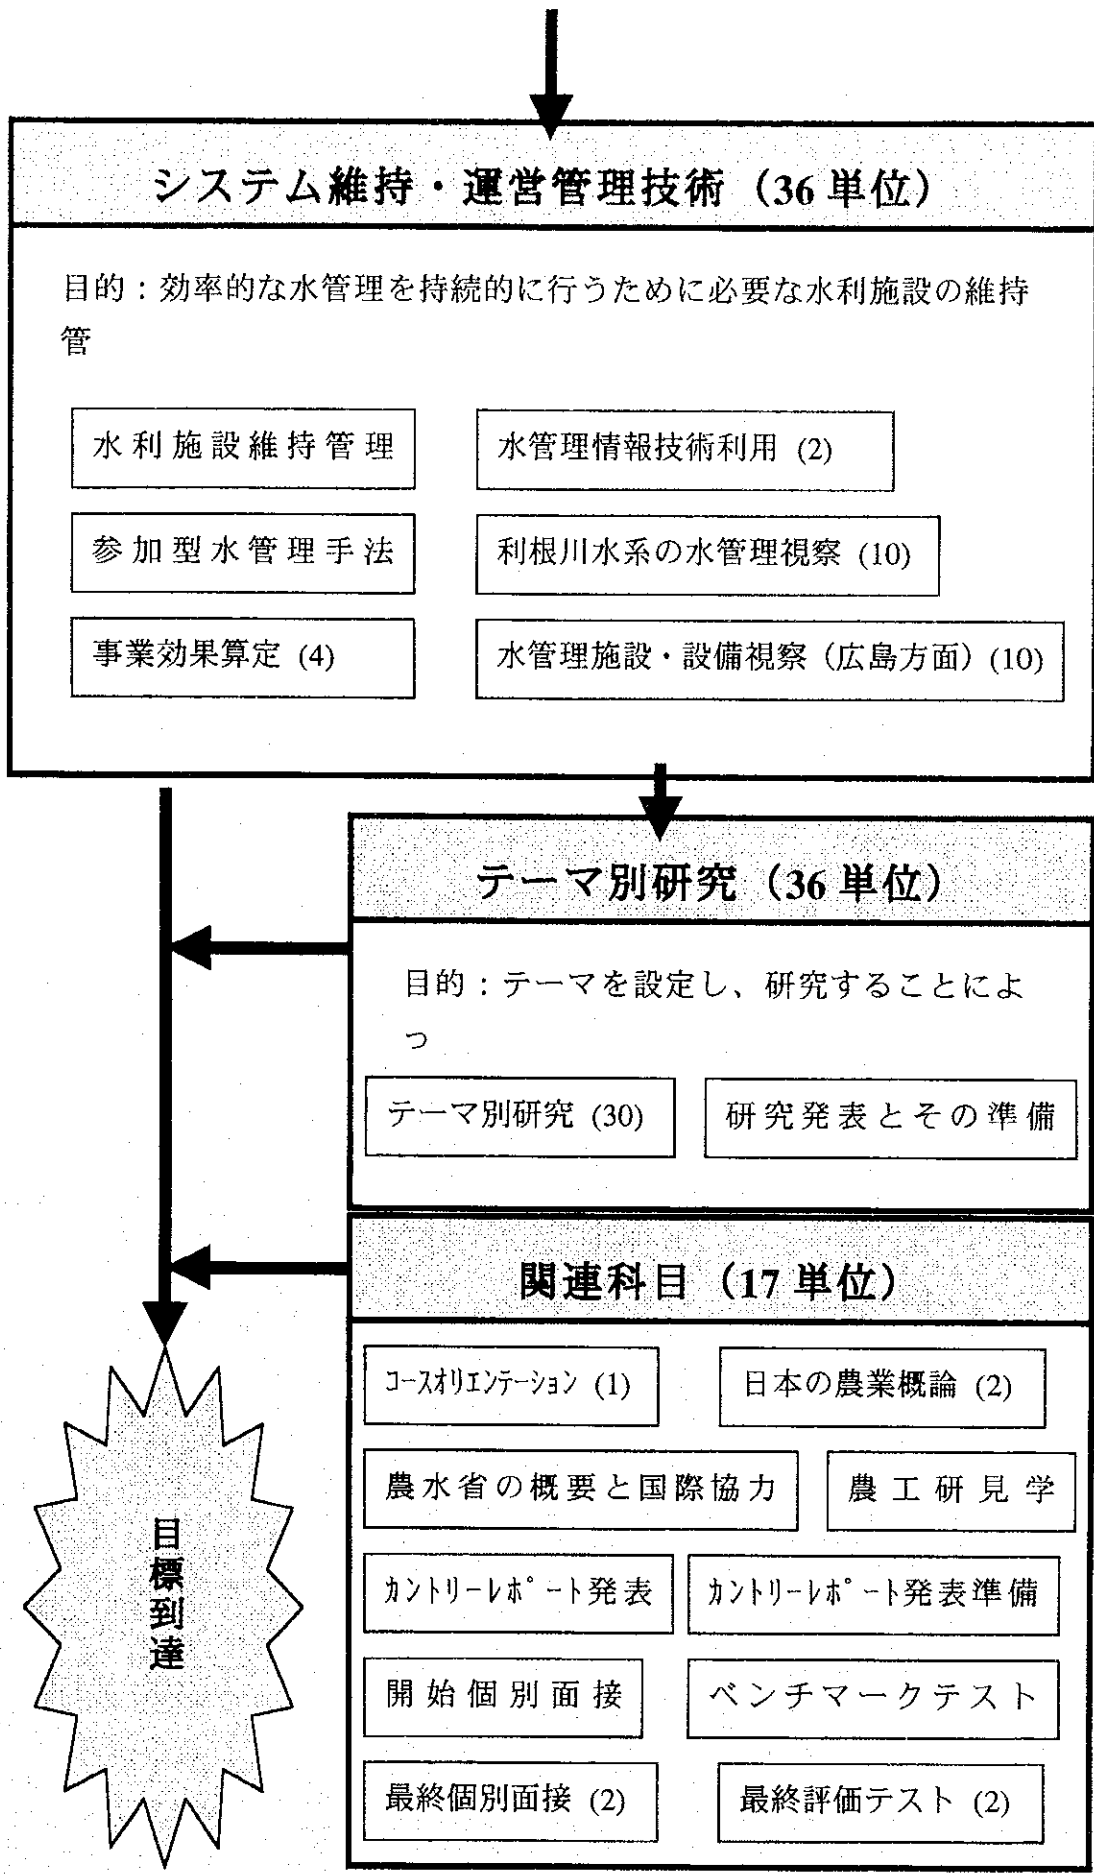 システム維持・運営管理技術（36 単位）
目的：効率的な水管理を持続的に行うために必要な水利施設の維持
管
水利施設維持管理
水管理情報技術利用 (2)
参加型水管理手法
利根川水系の水管理視察 (10)
事業効果算定 (4)
水管理施設・設備視察（広島方面）(10)
テーマ別研究（36 単位）
目的：テーマを設定し、研究することによ
っ
テーマ別研究 (30)
研究発表とその準備
関連科目（17 単位）
ｺｰｽｵﾘｴﾝﾃｰｼｮﾝ (1)
日本の農業概論 (2)
農水省の概要と国際協力
農工研見学
ｶﾝﾄﾘｰﾚﾎﾟｰﾄ発表
ｶﾝﾄﾘｰﾚﾎﾟｰﾄ発表準備
開始個別面接
ベンチマークテスト
最終個別面接 (2)
最終評価テスト (2)
目標到達